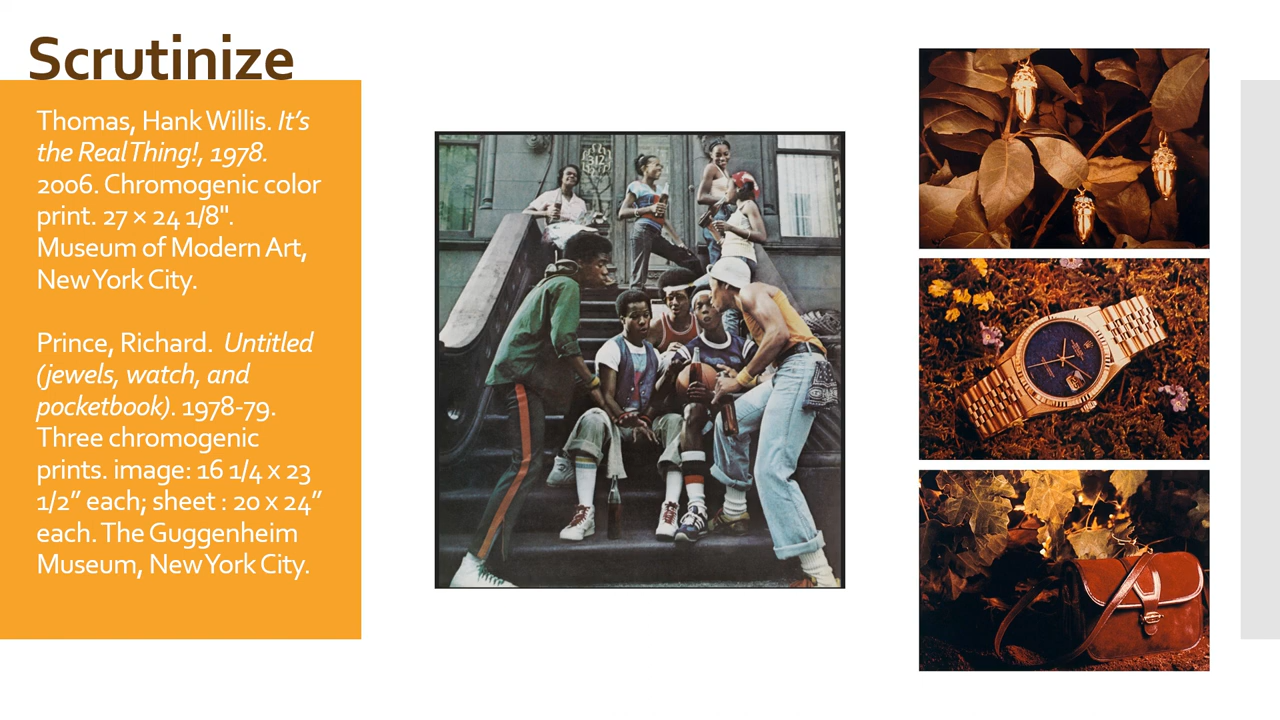 Scrutinize
Thomas, Hank Willis. It’s
the Real Thing!, 1978.
2006. Chromogenic color
print. 27 × 24 1/8".
Museum of Modern Art,
New York City.
Prince, Richard. Untitled
(jewels, watch, and
pocketbook). 1978-79.
Three chromogenic
prints. image: 16 1/4 x 23
1/2” each; sheet : 20 x 24”
each. The Guggenheim
Museum, New York City.
312